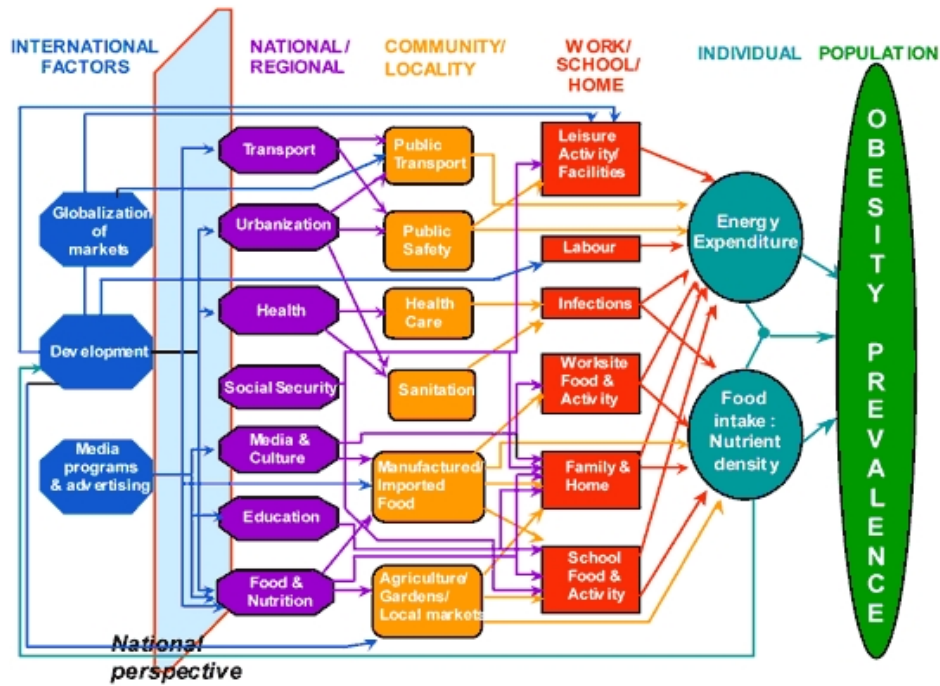 INTERNATIONAL
FACTORS
NATIONAL/
REGIONAL
COMMUNITY/
LOCALITY
WORK/
SCHOOL/
HOME
INDIVIDUAL
POPULATION
Globalization
of
markets
Development
Media
programs
& advertising
Transport
Urbanization
Health
Social Security
Media &
Culture
Education
Food &
Nutrition
National
perspective
Public
Transport
Public
Safety
Health
Care
Sanitation
Manufactured/
Imported
Food
Agriculture/
Gardens/
Local markets
Leisure
Activity/
Facilities
Labour
Infections
Worksite
Food &
Activity
Family &
Home
School
Food &
Activity
Energy
Expenditure
Food
intake :
Nutrient
density
OBESITY PREVALENCE